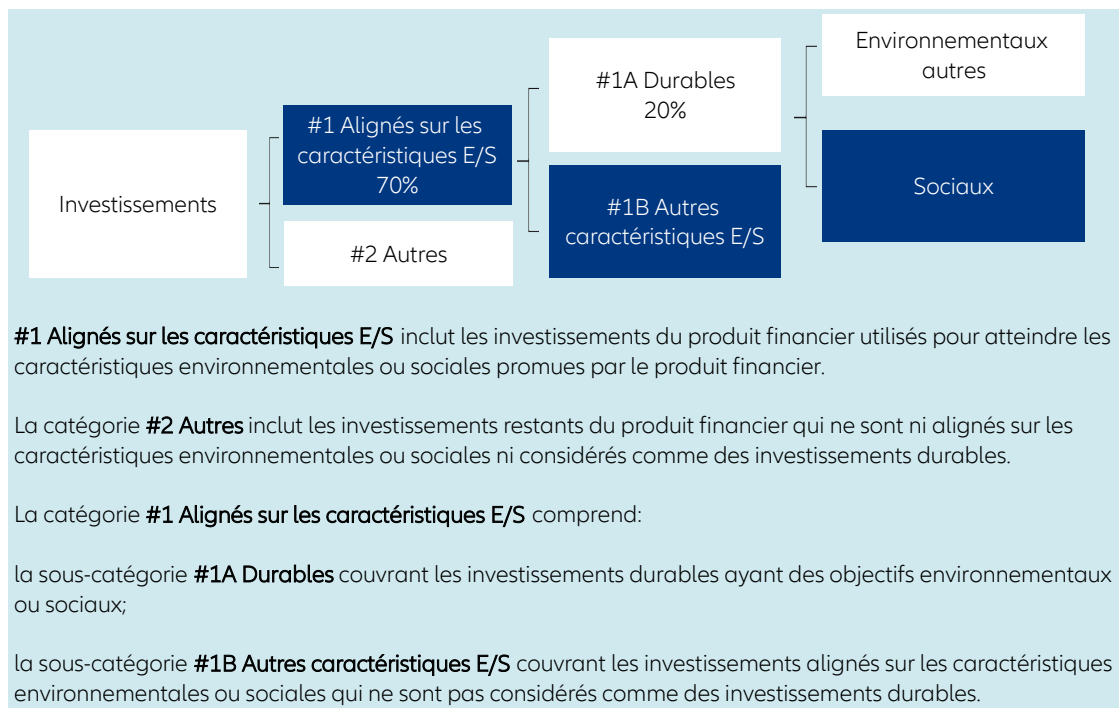 Environnementaux
autres
#1A Durables
20%
#1 Alignés sur les
caractéristiques E/S
70%
Investissements
Sociaux
#1B Autres
caractéristiques E/S
#2 Autres
#1 Alignés sur les caractéristiques E/S inclut les investissements du produit financier utilisés pour atteindre les
caractéristiques environnementales ou sociales promues par le produit financier.
La catégorie #2 Autres inclut les investissements restants du produit financier qui ne sont ni alignés sur les
caractéristiques environnementales ou sociales ni considérés comme des investissements durables.
La catégorie #1 Alignés sur les caractéristiques E/S comprend:
la sous-catégorie #1A Durables couvrant les investissements durables ayant des objectifs environnementaux
ou sociaux;
la sous-catégorie #1B Autres caractéristiques E/S couvrant les investissements alignés sur les caractéristiques
environnementales ou sociales qui ne sont pas considérés comme des investissements durables.